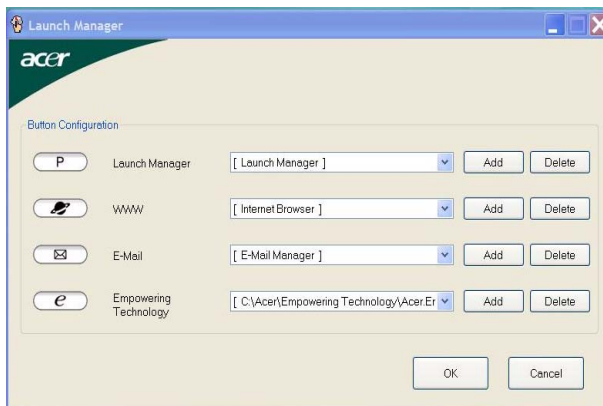 Launch Manager
acer
Button Configuration
P Launch Manager [ Launch Manager ] Add Delete
WWW [ Internet Browser ] Add Delete
E-Mail [ E-Mail Manager ] Add Delete
e Empowering Technology [ C:\Acer\Empowering Technology\Acer.Er Add Delete
OK Cancel